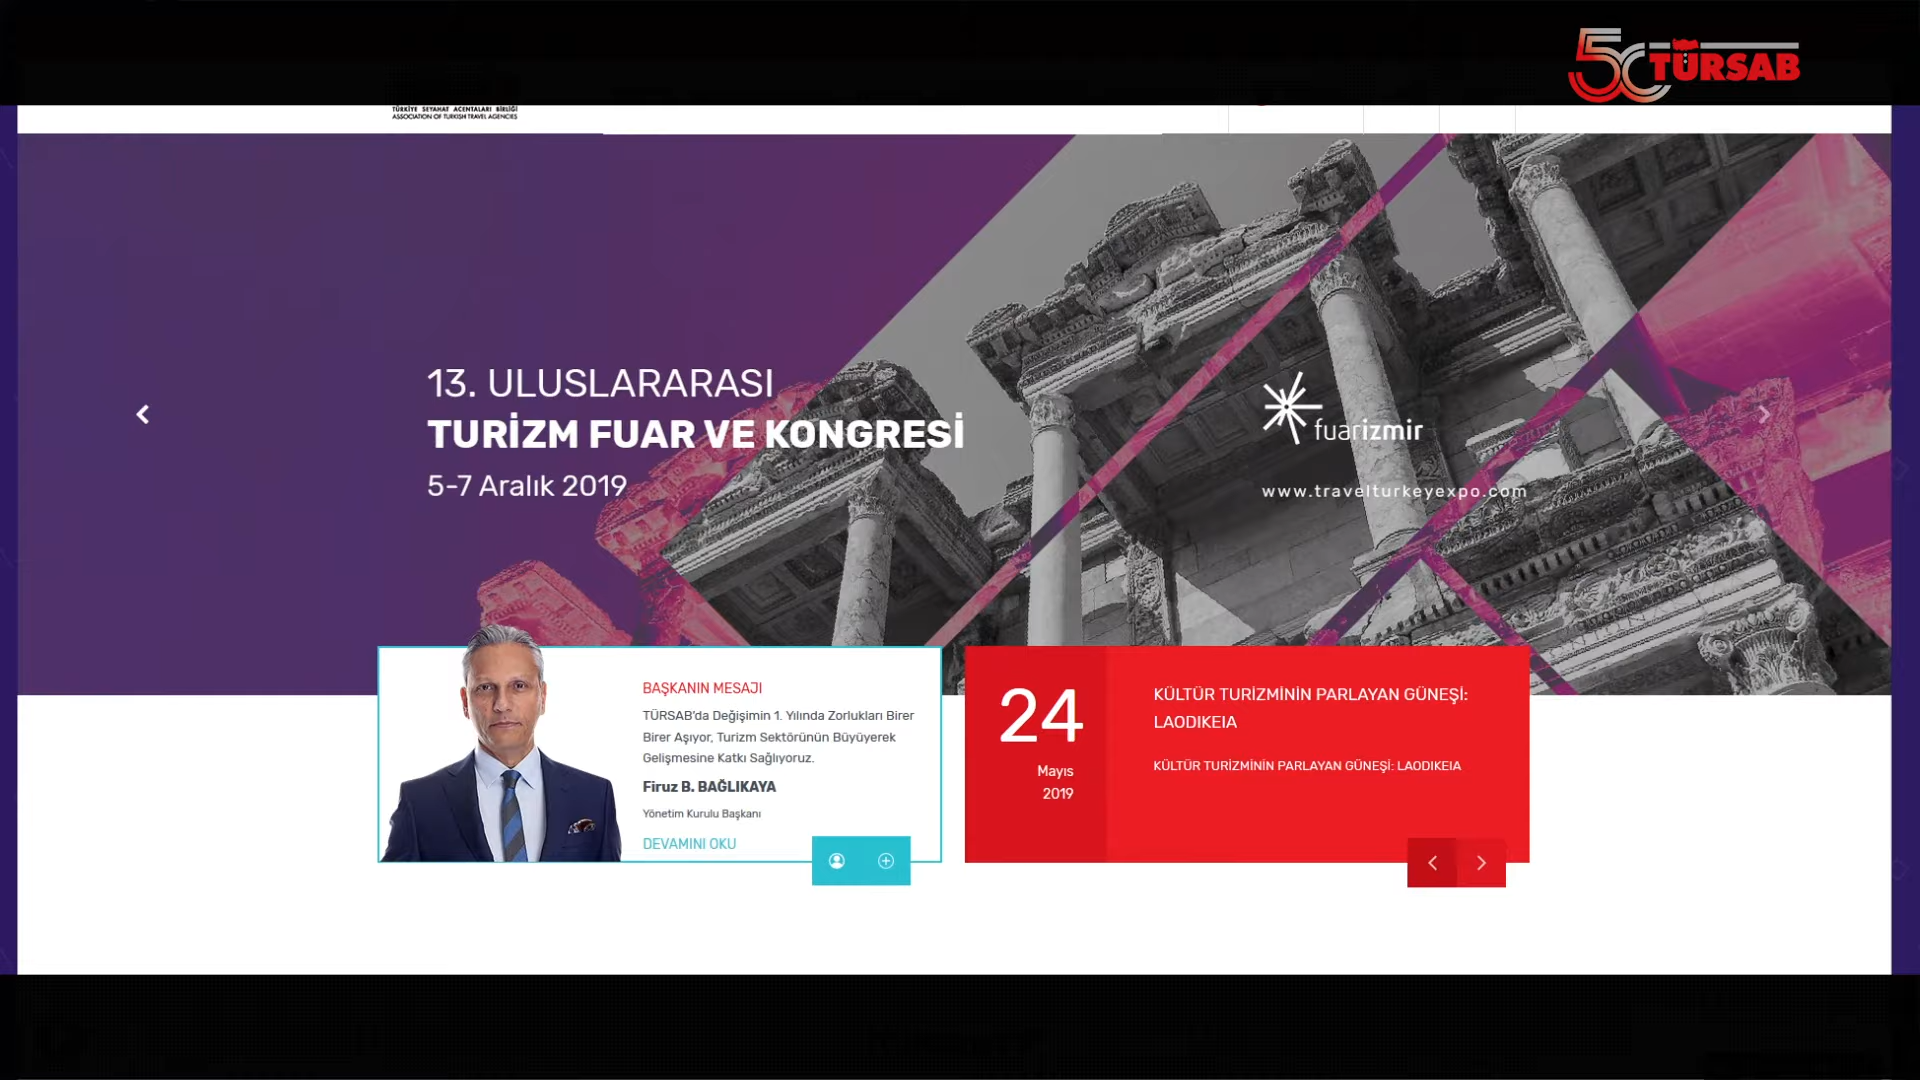 50 TÜRSAB
TÜRKİYE SEYAHAT ACENTALARI BİRLİĞİ
ASSOCIATION OF TURKISH TRAVEL AGENCIES
13. ULUSLARARASI
TURİZM FUAR VE KONGRESİ
5-7 Aralık 2019
fuarizmir
www.travelturkeyexpo.com
BAŞKANIN MESAJI
TÜRSAB'da Değişimin 1. Yılında Zorlukları Birer
Birer Aşıyor, Turizm Sektörünün Büyüyerek
Gelişmesine Katkı Sağlıyoruz.
Firuz B. BAĞLIKAYA
Yönetim Kurulu Başkanı
DEVAMINI OKU
24
Mayıs
2019
KÜLTÜR TURİZMİNİN PARLAYAN GÜNEŞİ:
LAODIKEIA
KÜLTÜR TURİZMİNİN PARLAYAN GÜNEŞİ: LAODIKEIA